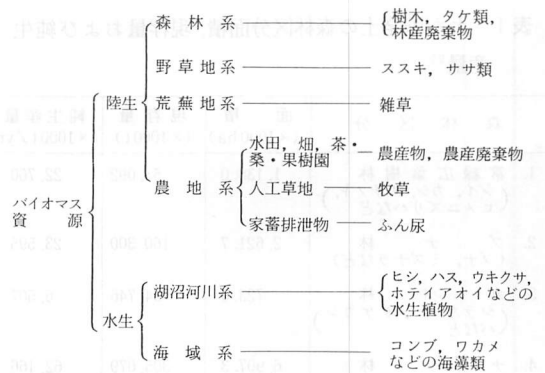 森林系 樹木，タケ類，
林産廃棄物
野草地系 ススキ，ササ類
陸生 荒蕪地系 雑草
水田，畑，茶・
桑・果樹園 農産物，農産廃棄物
農地系 人工草地 牧草
家蓄排泄物 ふん尿
バイオマス
資源
湖沼河川系 ヒシ，ハス，ウキクサ，
ホテイアオイなどの
水生植物
水生
海域系 コンブ，ワカメ
などの海藻類